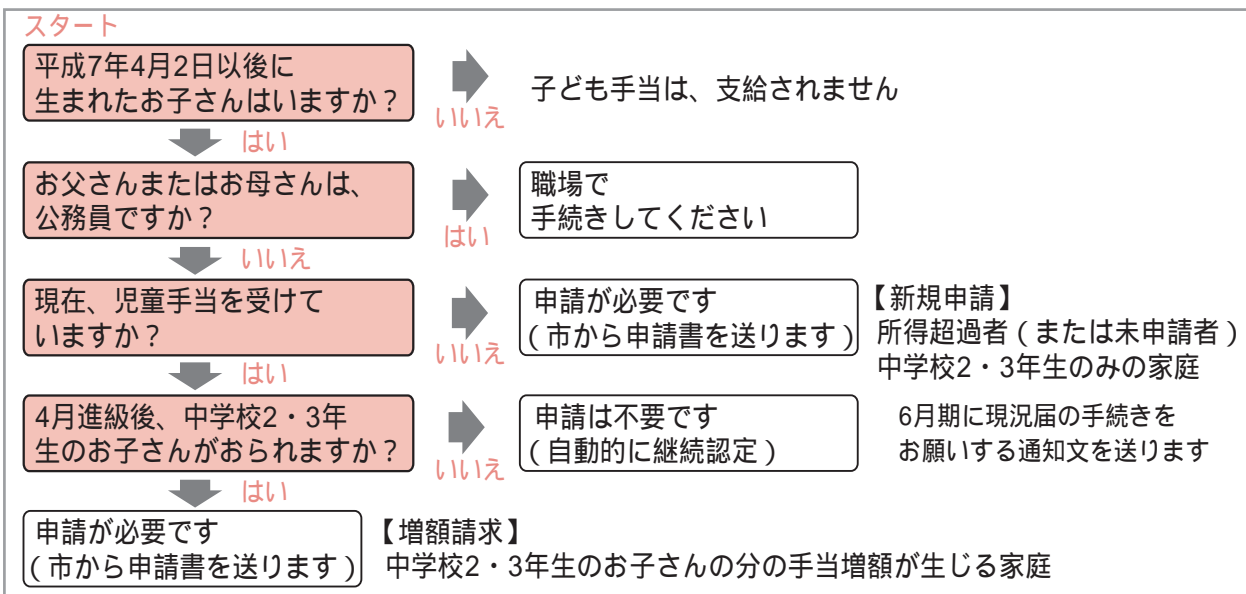 スタート
平成7年4月2日以後に
生まれたお子さんはいますか？
いいえ
子ども手当は、支給されません
はい
お父さんまたはお母さんは、
公務員ですか？
はい
職場で
手続きしてください
いいえ
現在、児童手当を受けて
いますか？
いいえ
申請が必要です
（市から申請書を送ります）
【新規申請】
所得超過者（または未申請者）
中学校2・3年生のみの家庭
はい
4月進級後、中学校2・3年
生のお子さんがおられますか？
いいえ
申請は不要です
（自動的に継続認定）
6月期に現況届の手続きを
お願いする通知文を送ります
はい
申請が必要です
（市から申請書を送ります）
【増額請求】
中学校2・3年生のお子さんの分の手当増額が生じる家庭